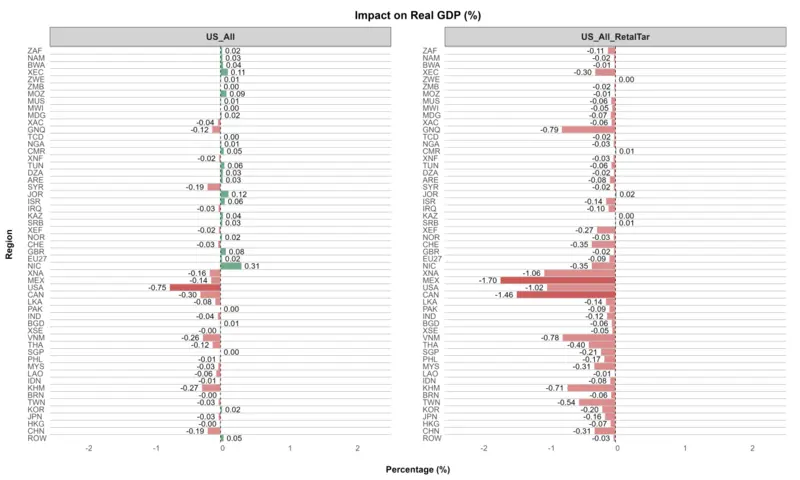 Impact on Real GDP (%)
US_All
US_All_RetalTar
ZAF 0.02 -0.11
NAM 0.03 -0.02
BWA 0.04 -0.01
XEC 0.11 -0.30
ZWE 0.01 0.00
ZMB 0.00 -0.02
MOZ 0.09 -0.01
MUS 0.01 -0.06
MWI 0.00 -0.05
MDG 0.02 -0.07
XAC -0.04 -0.06
GNQ -0.12 -0.79
TCD 0.00 -0.02
NGA 0.01 -0.03
CMR 0.05 0.01
XNF -0.02 -0.03
TUN 0.06 -0.06
DZA 0.03 -0.02
ARE 0.03 -0.08
SYR -0.19 -0.02
JOR 0.12 0.02
ISR 0.06 -0.14
IRQ -0.03 -0.10
KAZ 0.04 0.00
SRB 0.03 0.01
XEF -0.02 -0.27
NOR 0.02 -0.03
CHE -0.03 -0.35
GBR 0.08 -0.02
EU27 0.02 -0.09
NIC 0.31 -0.35
XNA -0.16 -1.06
MEX -0.14 -1.70
USA -0.75 -1.02
CAN -0.30 -1.46
LKA -0.08 -0.14
PAK 0.00 -0.09
IND -0.04 -0.12
BGD 0.01 -0.06
XSE -0.00 -0.05
VNM -0.26 -0.78
THA -0.12 -0.40
SGP 0.00 -0.21
PHL -0.01 -0.17
MYS -0.03 -0.31
LAO -0.06 -0.01
IDN -0.01 -0.08
KHM -0.27 -0.71
BRN -0.00 -0.06
TWN -0.03 -0.54
KOR 0.02 -0.20
JPN -0.03 -0.16
HKG -0.00 -0.07
CHN -0.19 -0.31
ROW 0.05 -0.03
Region
-2 -1 0 1 2
-2 -1 0 1 2
Percentage (%)